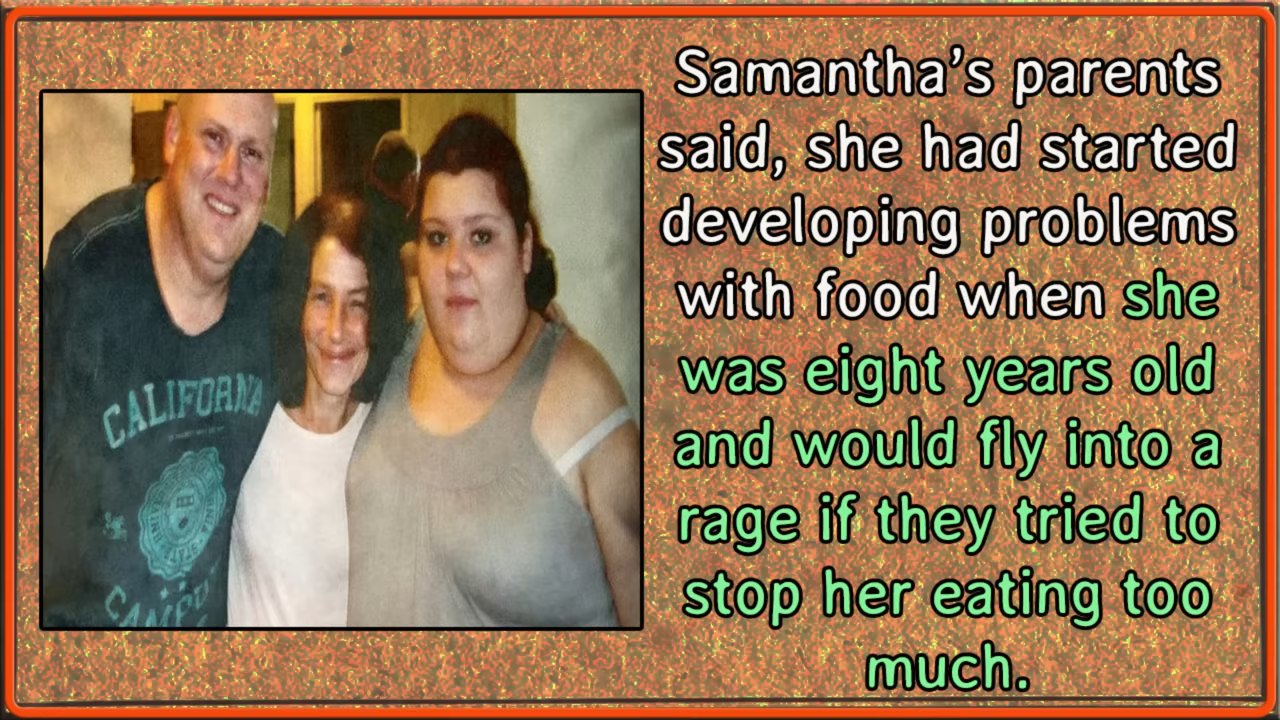 Samantha’s parents
said, she had started
developing problems
with food when she
was eight years old
and would fly into a
rage if they tried to
stop her eating too
much.
CALIFORNIA